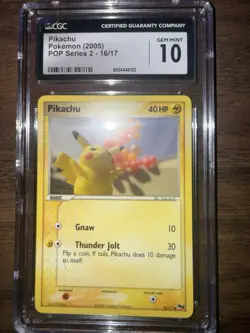 CGC
CERTIFIED GUARANTY COMPANY
Pikachu
Pokémon (2005)
POP Series 2 - 16/17
GEM MINT
10
Pikachu
40 HP
BASIC
Gnaw 10
Thunder Jolt 30
Flip a coin. If tails, Pikachu does 10 damage
to itself.